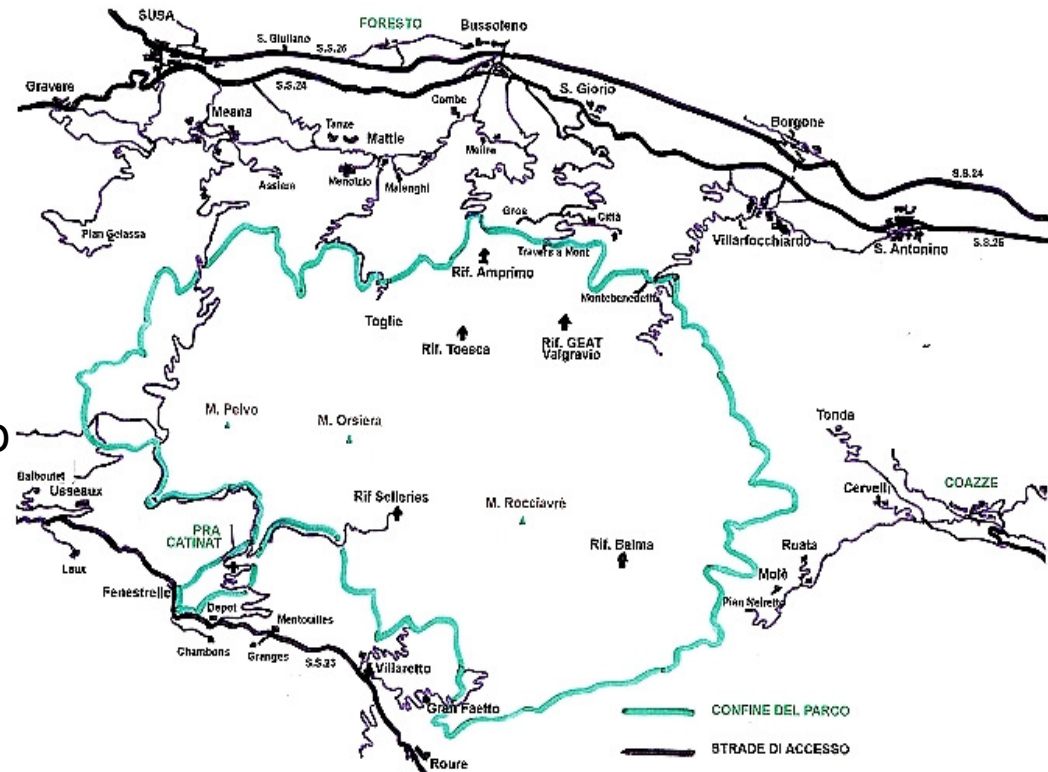 SUSA
FORESTO
Bussoleno
S. Giuliano
S.S.25
S.S.24
Gravere
S. Giorio
Combe
Meana
Tanze
Mattie
Borgone
Meitre
Menolzio
Malenghi
Assiere
S.S.24
Pian Gelassa
Groe
Città
Villarfocchiardo
S. Antonino
S.S.25
Travers a Mont
Rif. Amprimo
Montebenedetto
Toglie
Rif. Toesca
Rif. GEAT
Valgravio
M. Pelvo
M. Orsiera
Tonda
O
Balboutet
Usseaux
Rif Selleries
M. Rocciavrè
Cervelli
COAZZE
PRA
CATINAT
Rif. Balma
Ruata
Laux
Molè
Fenestrelle
Pian Neiretto
Depot
Mentoulles
Chambons
Granges
S.S.23
Villaretto
Gran Faetto
CONFINE DEL PARCO
STRADE DI ACCESSO
Roure